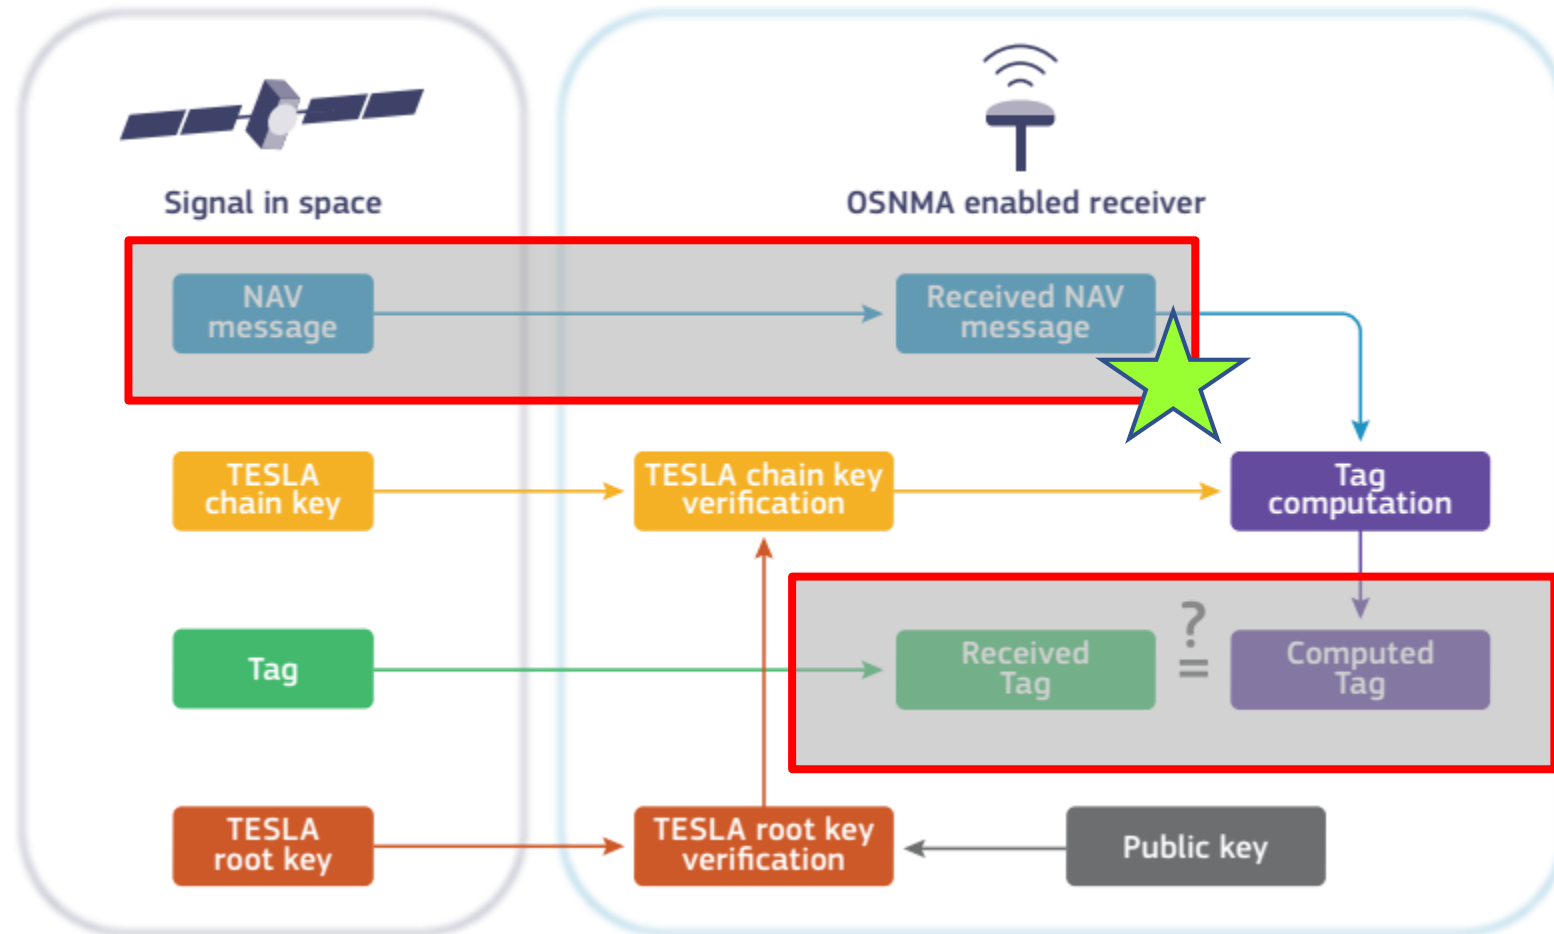 Signal in space
OSNMA enabled receiver
NAV
message
Received NAV
message
TESLA
chain key
TESLA chain key
verification
Tag
computation
Tag
Received
Tag
?
=
Computed
Tag
TESLA
root key
TESLA root key
verification
Public key